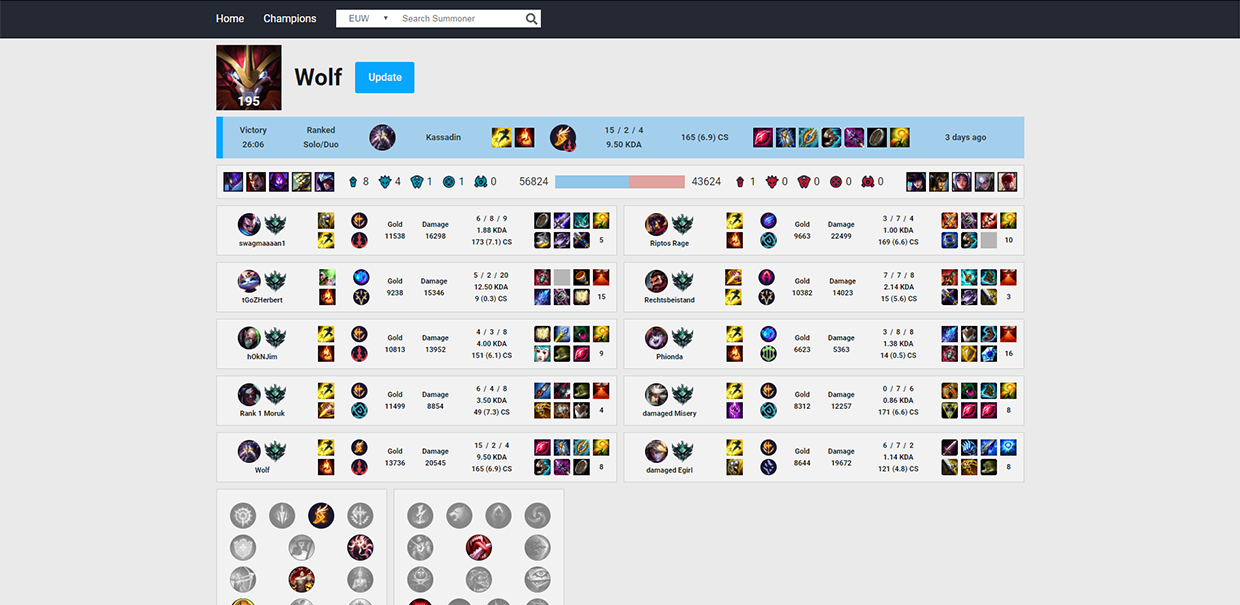 Home Champions EUW ▼ Search Summoner
195
Wolf Update
Victory Ranked 15 / 2 / 4
Kassadin 165 (6.9) CS 3 days ago
26:06 Solo/Duo 9.50 KDA
8 4 1 1 0 56824 43624 1 0 0 0 0
6 / 8 / 9
Gold Damage
1.88 KDA
swagmaaaan1 11538 16298 173 (7.1) CS 5
3 / 7 / 4
Gold Damage
1.00 KDA
Riptos Rage 9663 22499 169 (6.6) CS 10
5 / 2 / 20
Gold Damage
12.50 KDA
tGoZHerbert 9238 15346 9 (0.3) CS 15
7 / 7 / 8
Gold Damage
2.14 KDA
Rechtsbeistand 10382 14023 15 (5.6) CS 3
4 / 3 / 8
Gold Damage
4.00 KDA
hOkNJim 10813 13952 151 (6.1) CS 9
3 / 8 / 8
Gold Damage
1.38 KDA
Phionda 6623 5363 14 (0.5) CS 16
6 / 4 / 8
Gold Damage
3.50 KDA
Rank 1 Moruk 11499 8854 49 (7.3) CS 4
0 / 7 / 6
Gold Damage
0.86 KDA
damaged Misery 8312 12257 171 (6.6) CS 8
15 / 2 / 4
Gold Damage
9.50 KDA
Wolf 13736 20545 165 (6.9) CS 8
6 / 7 / 2
Gold Damage
1.14 KDA
damaged Egirl 8644 19672 121 (4.8) CS 8